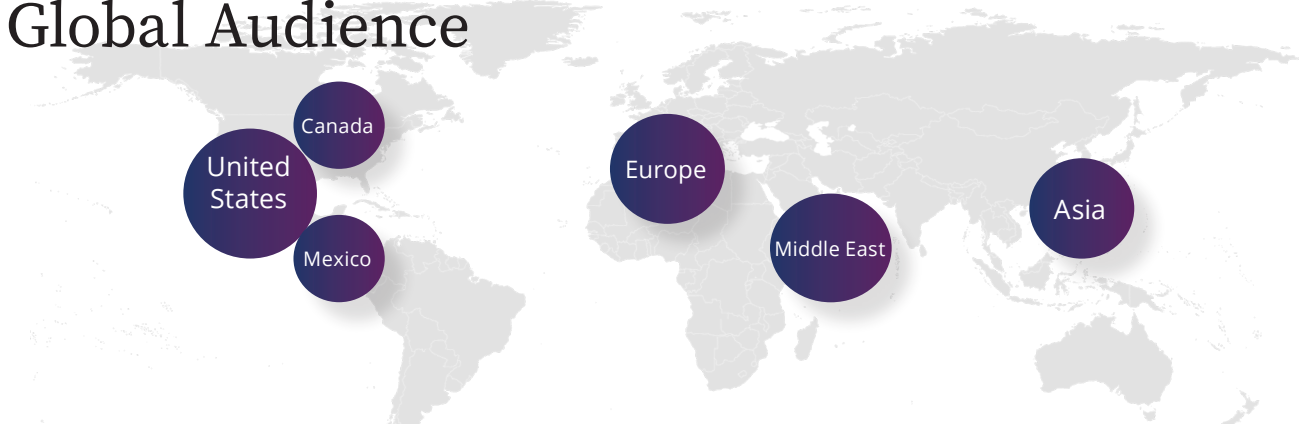 Global Audience
Canada
United
States
Mexico
Europe
Middle East
Asia